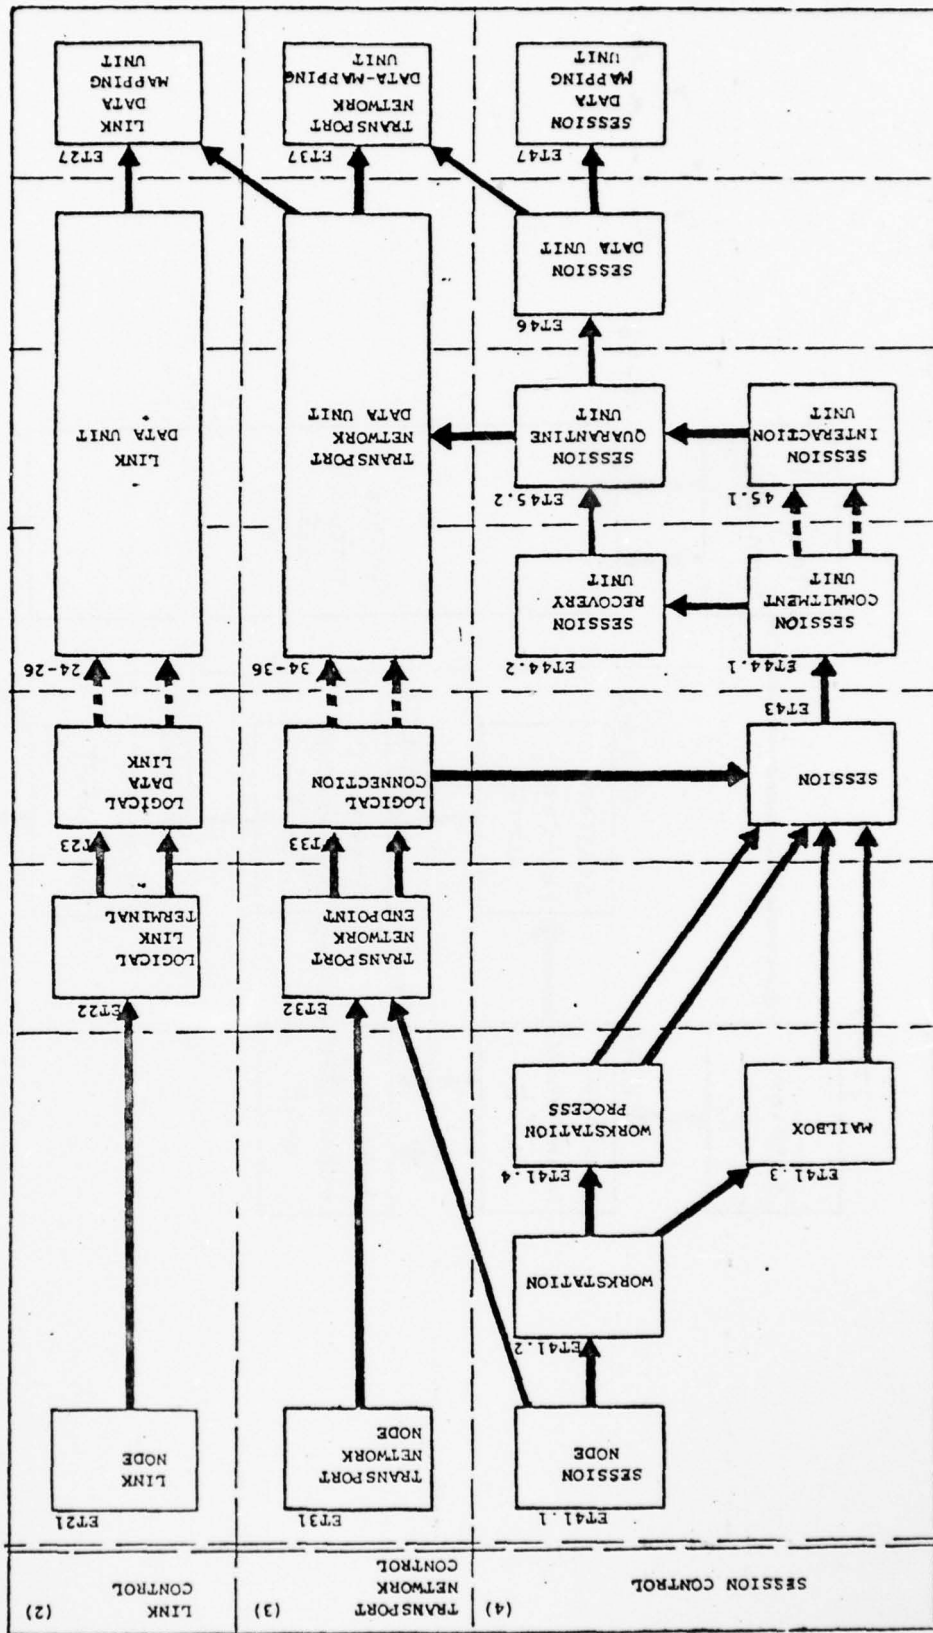 SESSION CONTROL
(4)
TRANSPORT
NETWORK
CONTROL
(3)
LINK
CONTROL
(2)
ET41.1
SESSION
NODE
ET31
TRANSPORT
NETWORK
NODE
ET21
LINK
NODE
ET41.2
WORKSTATION
ET41.3
MAILBOX
ET41.4
WORKSTATION
PROCESS
ET32
TRANSPORT
NETWORK
ENDPOINT
ET22
LOGICAL
LINK
TERMINAL
SESSION
ET43
T33
LOGICAL
CONNECTION
T23
LOGICAL
DATA
LINK
ET44.1
SESSION
COMMITMENT
UNIT
ET44.2
SESSION
RECOVERY
UNIT
34-36
TRANSPORT
NETWORK
DATA UNIT
24-26
LINK
DATA UNIT
45.1
SESSION
INTERACTION
UNIT
ET45.2
SESSION
QUARANTINE
UNIT
ET46
SESSION
DATA UNIT
ET47
SESSION
DATA
MAPPING
UNIT
ET37
TRANSPORT
NETWORK
DATA-MAPPING
UNIT
ET27
LINK
DATA
MAPPING
UNIT